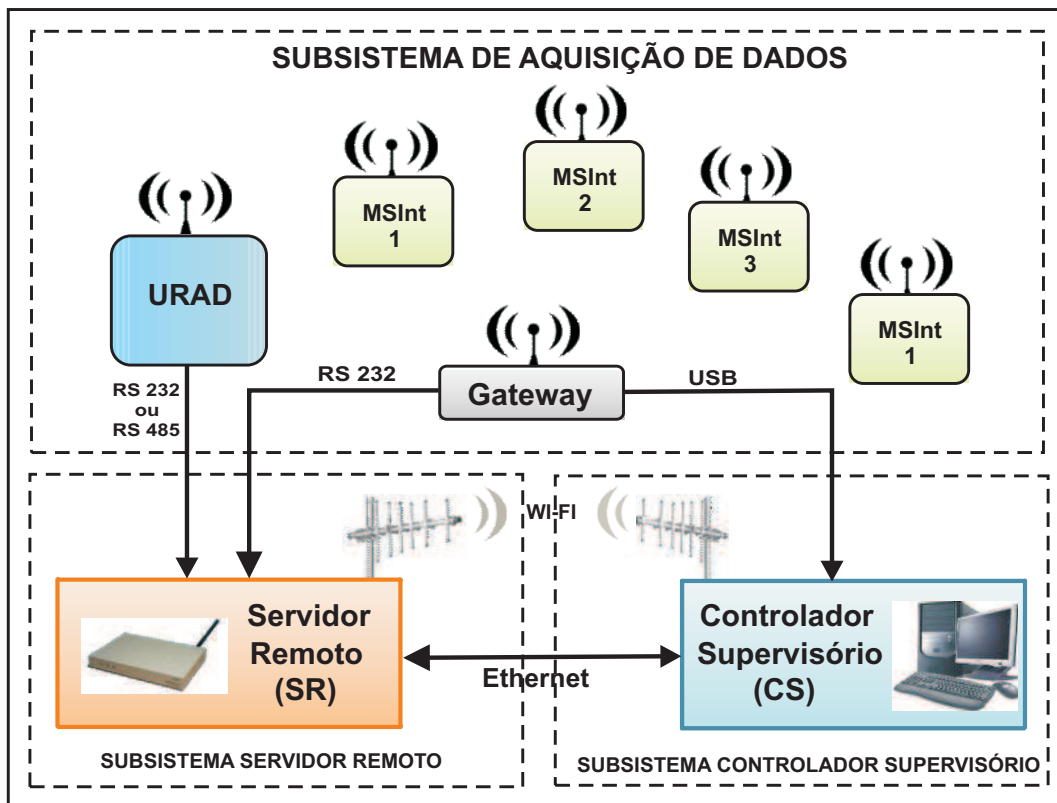 SUBSISTEMA DE AQUISIÇÃO DE DADOS
MSInt
1
MSInt
2
MSInt
3
MSInt
1
URAD
RS 232
ou
RS 485
RS 232
Gateway
USB
WI-FI
Servidor
Remoto
(SR)
Ethernet
Controlador
Supervisório
(CS)
SUBSISTEMA SERVIDOR REMOTO
SUBSISTEMA CONTROLADOR SUPERVISÓRIO